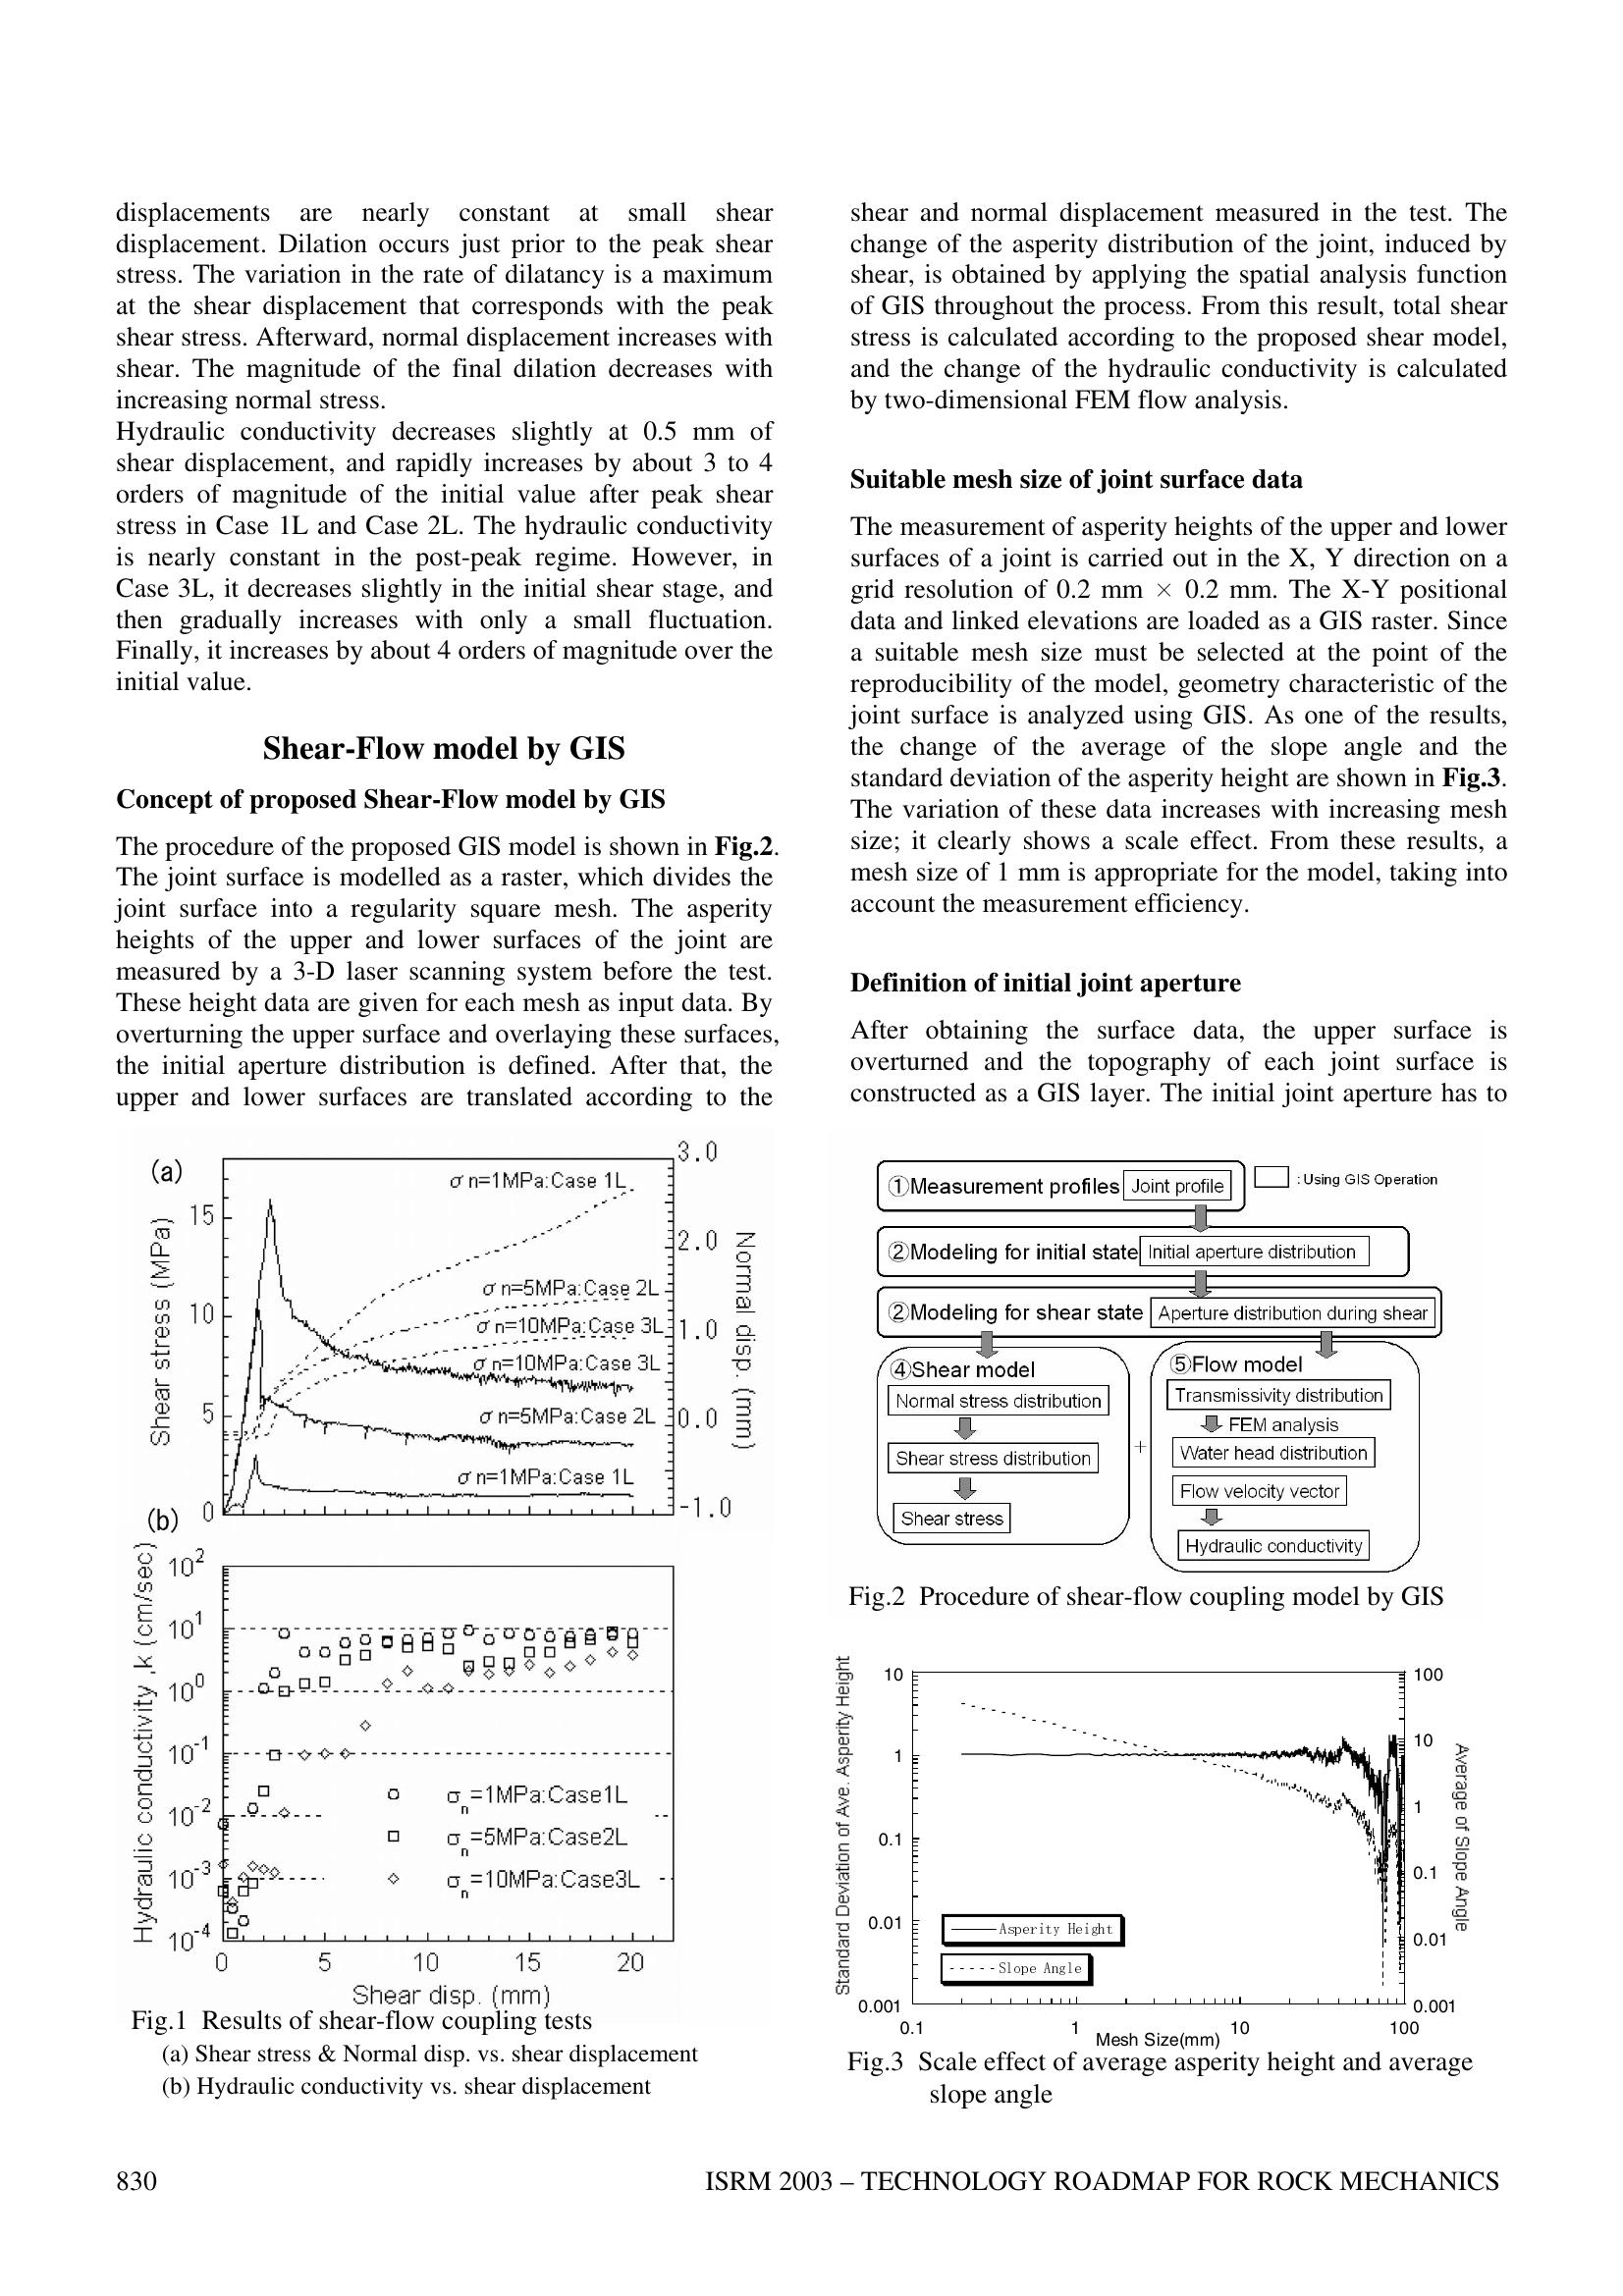 displacements are nearly constant at small shear
displacement. Dilation occurs just prior to the peak shear
stress. The variation in the rate of dilatancy is a maximum
at the shear displacement that corresponds with the peak
shear stress. Afterward, normal displacement increases with
shear. The magnitude of the final dilation decreases with
increasing normal stress.
Hydraulic conductivity decreases slightly at 0.5 mm of
shear displacement, and rapidly increases by about 3 to 4
orders of magnitude of the initial value after peak shear
stress in Case 1L and Case 2L. The hydraulic conductivity
is nearly constant in the post-peak regime. However, in
Case 3L, it decreases slightly in the initial shear stage, and
then gradually increases with only a small fluctuation.
Finally, it increases by about 4 orders of magnitude over the
initial value.
Shear-Flow model by GIS
Concept of proposed Shear-Flow model by GIS
The procedure of the proposed GIS model is shown in Fig.2.
The joint surface is modelled as a raster, which divides the
joint surface into a regularity square mesh. The asperity
heights of the upper and lower surfaces of the joint are
measured by a 3-D laser scanning system before the test.
These height data are given for each mesh as input data. By
overturning the upper surface and overlaying these surfaces,
the initial aperture distribution is defined. After that, the
upper and lower surfaces are translated according to the
(a)
Shear stress (MPa)
15
10
5
0
3.0
2.0
1.0
0.0
-1.0
Normal disp. (mm)
σn=1MPa:Case 1L
σn=5MPa:Case 2L
σn=10MPa:Case 3L
σn=10MPa:Case 3L
σn=5MPa:Case 2L
σn=1MPa:Case 1L
(b)
Hydraulic conductivity ,k (cm/sec)
10²
10¹
10⁰
10⁻¹
10⁻²
10⁻³
10⁻⁴
σn=1MPa:Case1L
σn=5MPa:Case2L
σn=10MPa:Case3L
0 5 10 15 20
Shear disp. (mm)
Fig.1 Results of shear-flow coupling tests
(a) Shear stress & Normal disp. vs. shear displacement
(b) Hydraulic conductivity vs. shear displacement
shear and normal displacement measured in the test. The
change of the asperity distribution of the joint, induced by
shear, is obtained by applying the spatial analysis function
of GIS throughout the process. From this result, total shear
stress is calculated according to the proposed shear model,
and the change of the hydraulic conductivity is calculated
by two-dimensional FEM flow analysis.
Suitable mesh size of joint surface data
The measurement of asperity heights of the upper and lower
surfaces of a joint is carried out in the X, Y direction on a
grid resolution of 0.2 mm × 0.2 mm. The X-Y positional
data and linked elevations are loaded as a GIS raster. Since
a suitable mesh size must be selected at the point of the
reproducibility of the model, geometry characteristic of the
joint surface is analyzed using GIS. As one of the results,
the change of the average of the slope angle and the
standard deviation of the asperity height are shown in Fig.3.
The variation of these data increases with increasing mesh
size; it clearly shows a scale effect. From these results, a
mesh size of 1 mm is appropriate for the model, taking into
account the measurement efficiency.
Definition of initial joint aperture
After obtaining the surface data, the upper surface is
overturned and the topography of each joint surface is
constructed as a GIS layer. The initial joint aperture has to
①Measurement profiles Joint profile
: Using GIS Operation
②Modeling for initial state Initial aperture distribution
②Modeling for shear state Aperture distribution during shear
④Shear model
Normal stress distribution
Shear stress distribution
Shear stress
+
⑤Flow model
Transmissivity distribution
FEM analysis
Water head distribution
Flow velocity vector
Hydraulic conductivity
Fig.2 Procedure of shear-flow coupling model by GIS
Standard Deviation of Ave. Asperity Height
10
1
0.1
0.01
0.001
100
10
1
0.1
0.01
0.001
Average of Slope Angle
Asperity Height
Slope Angle
0.1 1 10 100
Mesh Size(mm)
Fig.3 Scale effect of average asperity height and average
slope angle
830
ISRM 2003 – TECHNOLOGY ROADMAP FOR ROCK MECHANICS